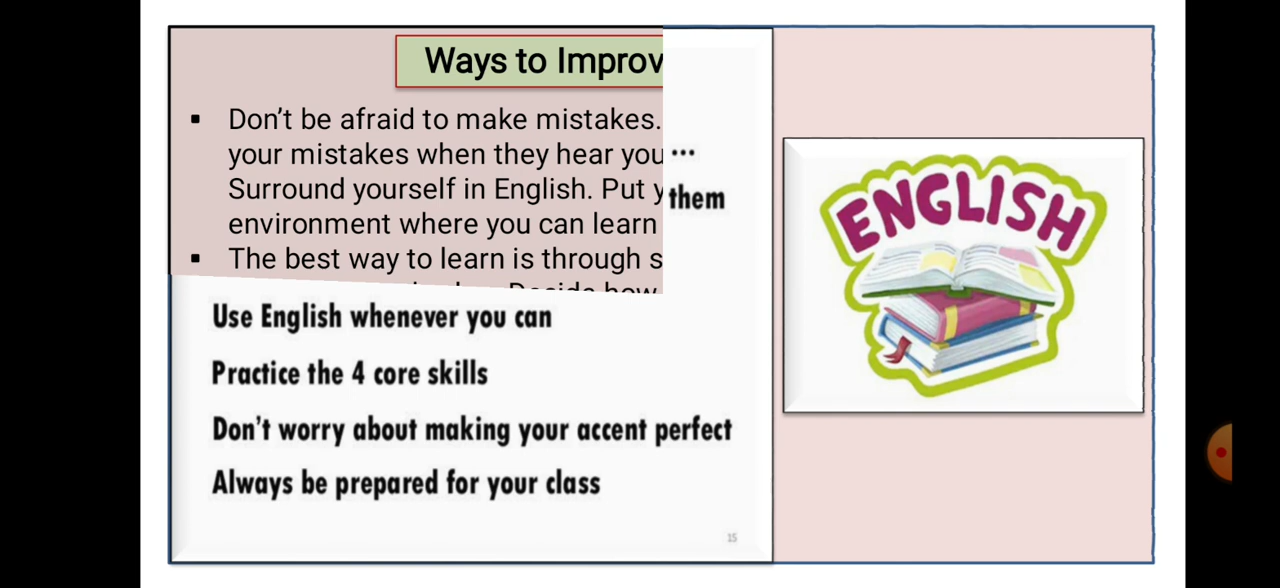 Ways to Improv
Don't be afraid to make mistakes.
your mistakes when they hear you
...
Surround yourself in English. Put y
them
environment where you can learn
The best way to learn is through s
Use English whenever you can
Practice the 4 core skills
Don't worry about making your accent perfect
Always be prepared for your class
15
ENGLISH